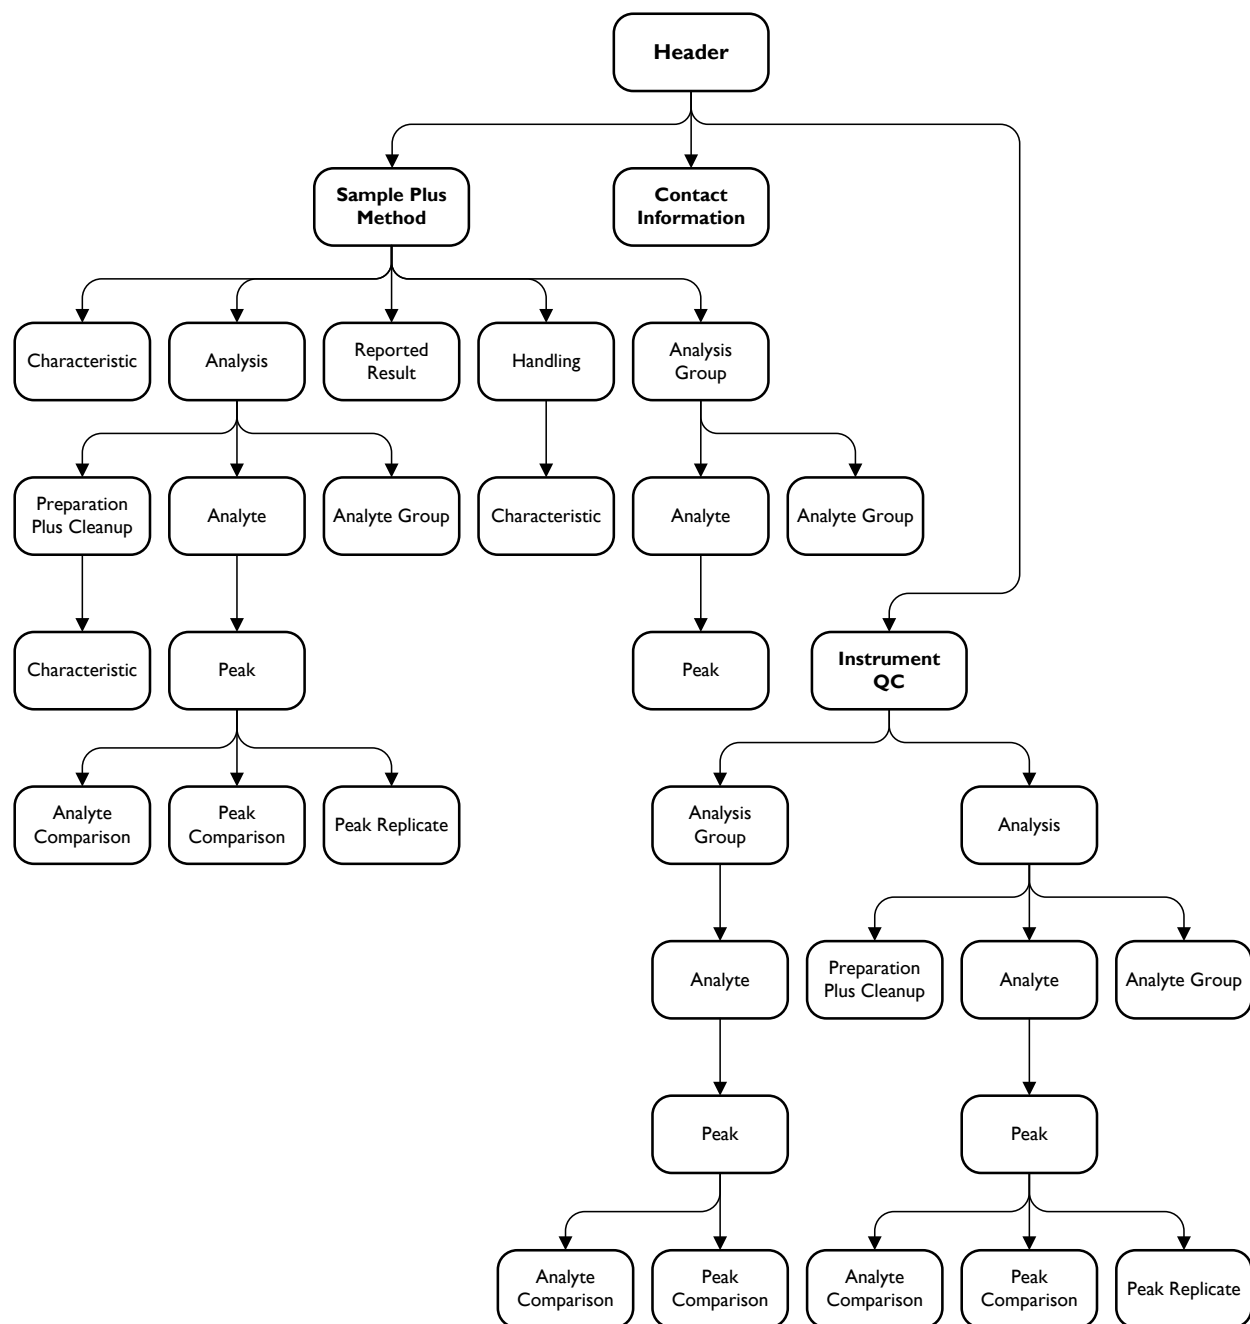 Header
Sample Plus
Method
Contact
Information
Characteristic
Analysis
Reported
Result
Handling
Analysis
Group
Preparation
Plus Cleanup
Analyte
Analyte Group
Characteristic
Analyte
Analyte Group
Characteristic
Peak
Peak
Instrument
QC
Analyte
Comparison
Peak
Comparison
Peak Replicate
Analysis
Group
Analysis
Analyte
Preparation
Plus Cleanup
Analyte
Analyte Group
Peak
Peak
Analyte
Comparison
Peak
Comparison
Analyte
Comparison
Peak
Comparison
Peak Replicate